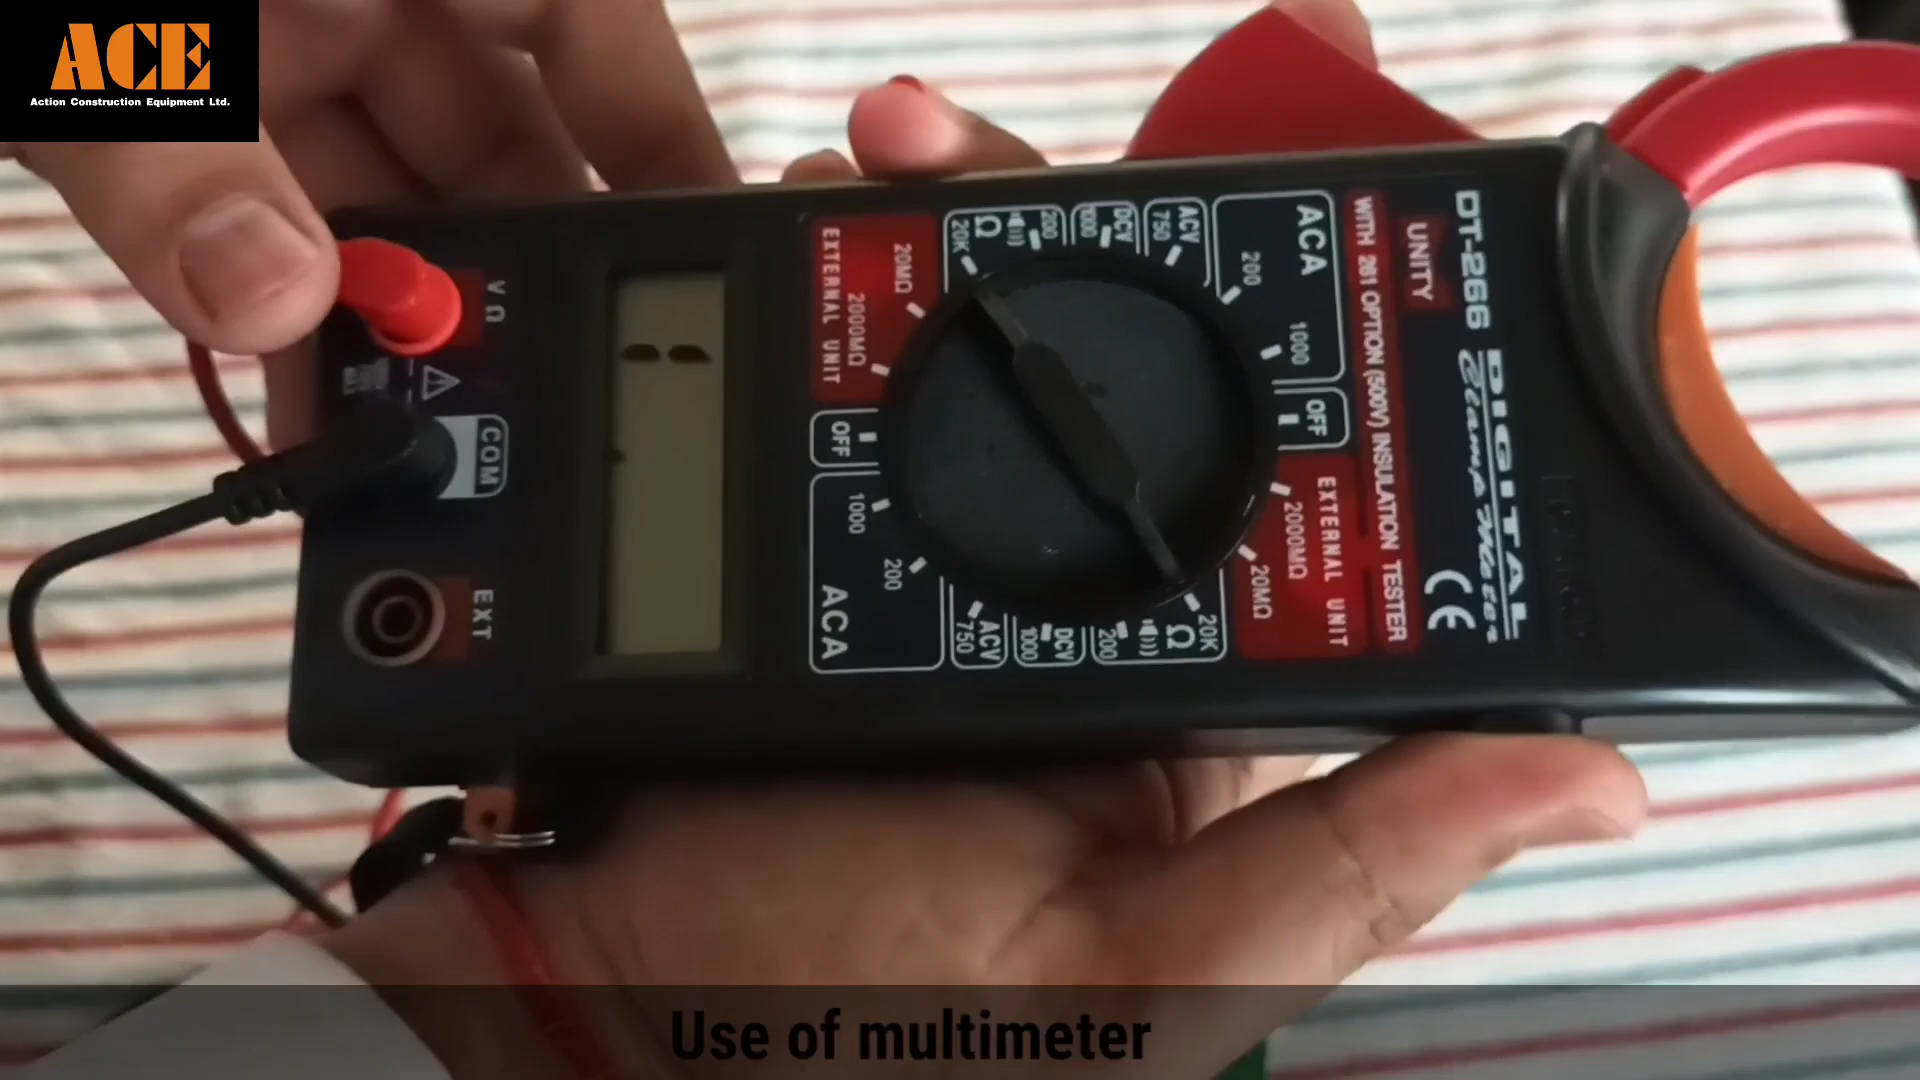 ACE
Action Construction Equipment Ltd.
DT-266
DIGITAL
Clamp Meter
UNITY
CE
WITH 261 OPTION (500V) INSULATION TESTER
ACA
200
1000
OFF
EXTERNAL UNIT
2000MΩ
20MΩ
ACV
750
DCV
1000
200
Ω
20K
20K
Ω
200
DCV
1000
ACV
750
EXTERNAL UNIT
20MΩ
2000MΩ
OFF
1000
200
ACA
VΩ
COM
EXT
Use of multimeter